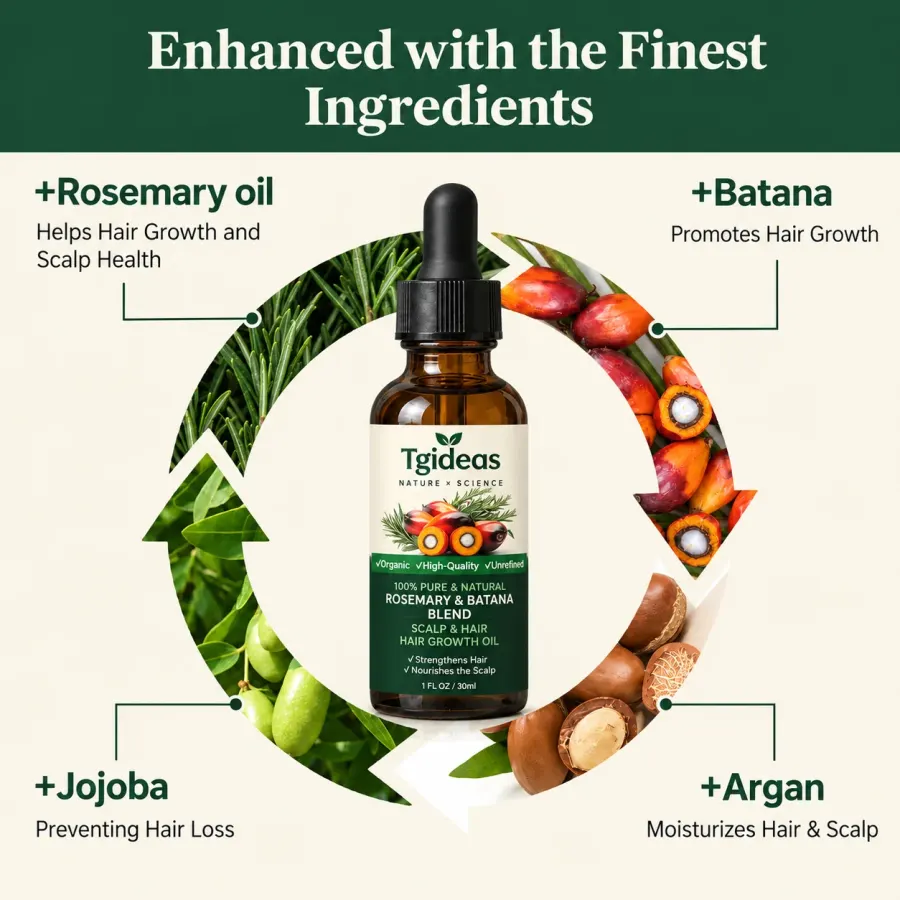 Enhanced with the Finest
Ingredients
+Rosemary oil
Helps Hair Growth and
Scalp Health
+Batana
Promotes Hair Growth
Tgideas
NATURE × SCIENCE
✓Organic ✓High-Quality ✓Unrefined
100% PURE & NATURAL
ROSEMARY & BATANA
BLEND
SCALP & HAIR
HAIR GROWTH OIL
✓Strengthens Hair
✓Nourishes the Scalp
1 FL OZ / 30ml
+Jojoba
Preventing Hair Loss
+Argan
Moisturizes Hair & Scalp